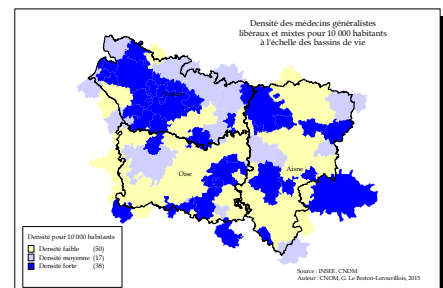 Densité des médecins généralistes
libéraux et mixtes pour 10 000 habitants
à l'échelle des bassins de vie
Oise
Aisne
Densité pour 10 000 habitants
Densité faible (50)
Densité moyenne (17)
Densité forte (38)
Source : INSEE, CNOM
Auteur : CNOM, G. Le Breton-Lerouvillois, 2015